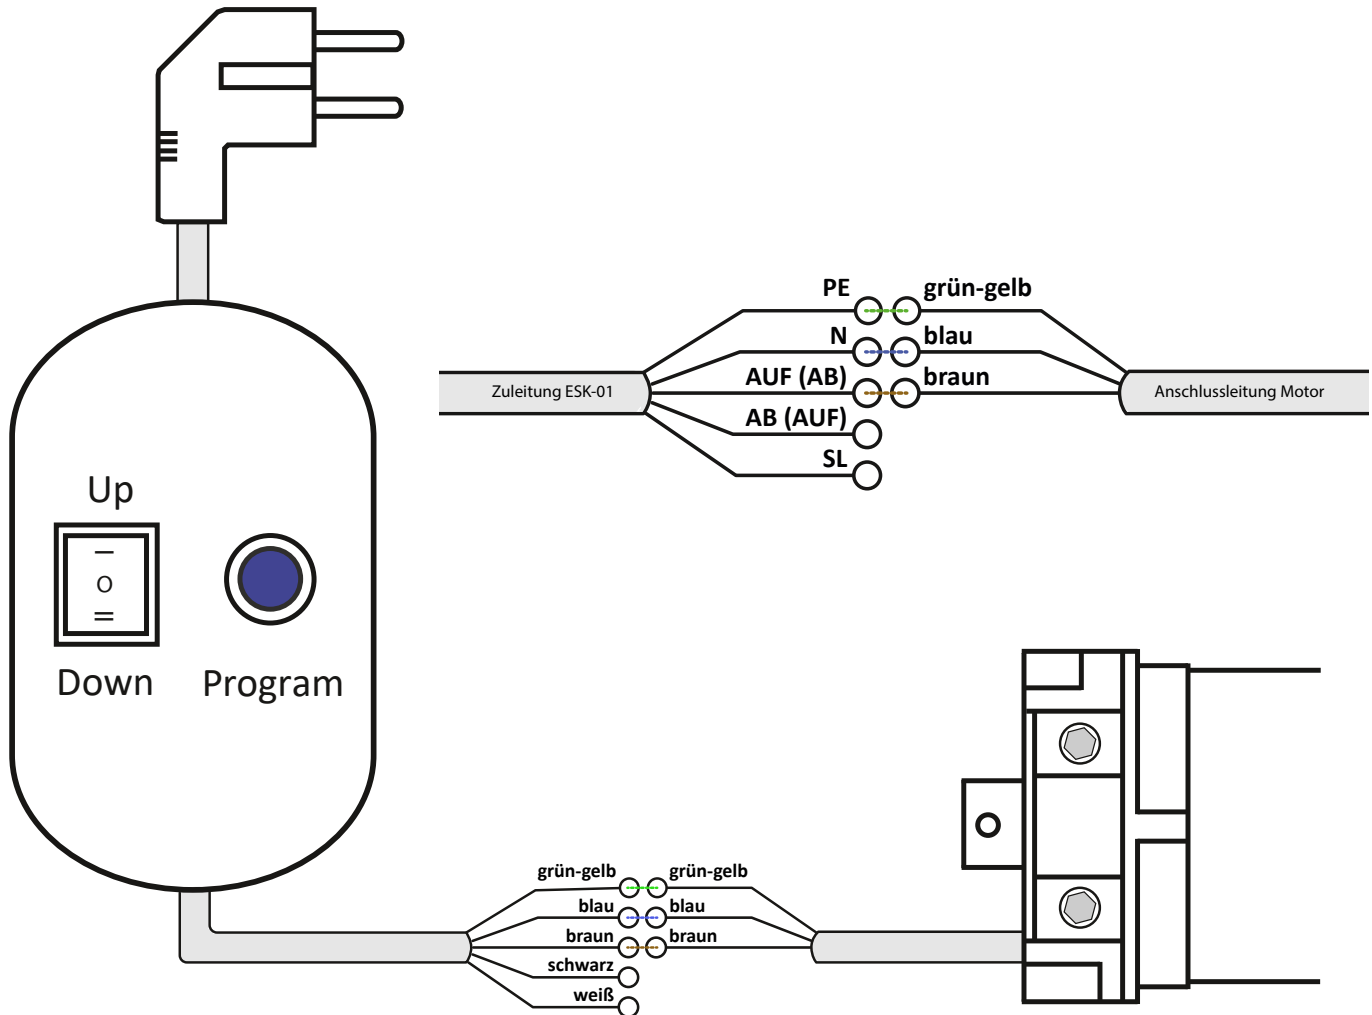 PE grün-gelb
N blau
AUF (AB) braun
Zuleitung ESK-01
Anschlussleitung Motor
AB (AUF)
SL
Up
–
O
=
Down
Program
grün-gelb grün-gelb
blau blau
braun braun
schwarz
weiß